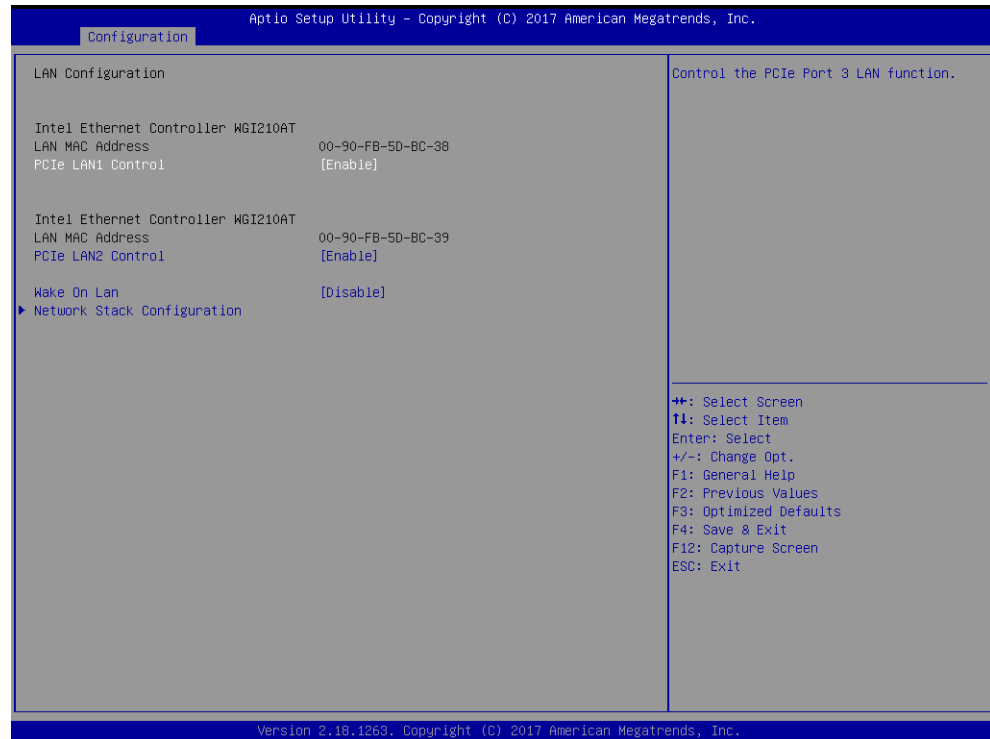 Aptio Setup Utility – Copyright (C) 2017 American Megatrends, Inc.
Configuration
LAN Configuration
Intel Ethernet Controller WGI210AT
LAN MAC Address 00-90-FB-5D-BC-38
PCIe LAN1 Control [Enable]
Intel Ethernet Controller WGI210AT
LAN MAC Address 00-90-FB-5D-BC-39
PCIe LAN2 Control [Enable]
Wake On Lan [Disable]
▶ Network Stack Configuration
Control the PCIe Port 3 LAN function.
→←: Select Screen
↑↓: Select Item
Enter: Select
+/-: Change Opt.
F1: General Help
F2: Previous Values
F3: Optimized Defaults
F4: Save & Exit
F12: Capture Screen
ESC: Exit
Version 2.18.1263. Copyright (C) 2017 American Megatrends, Inc.